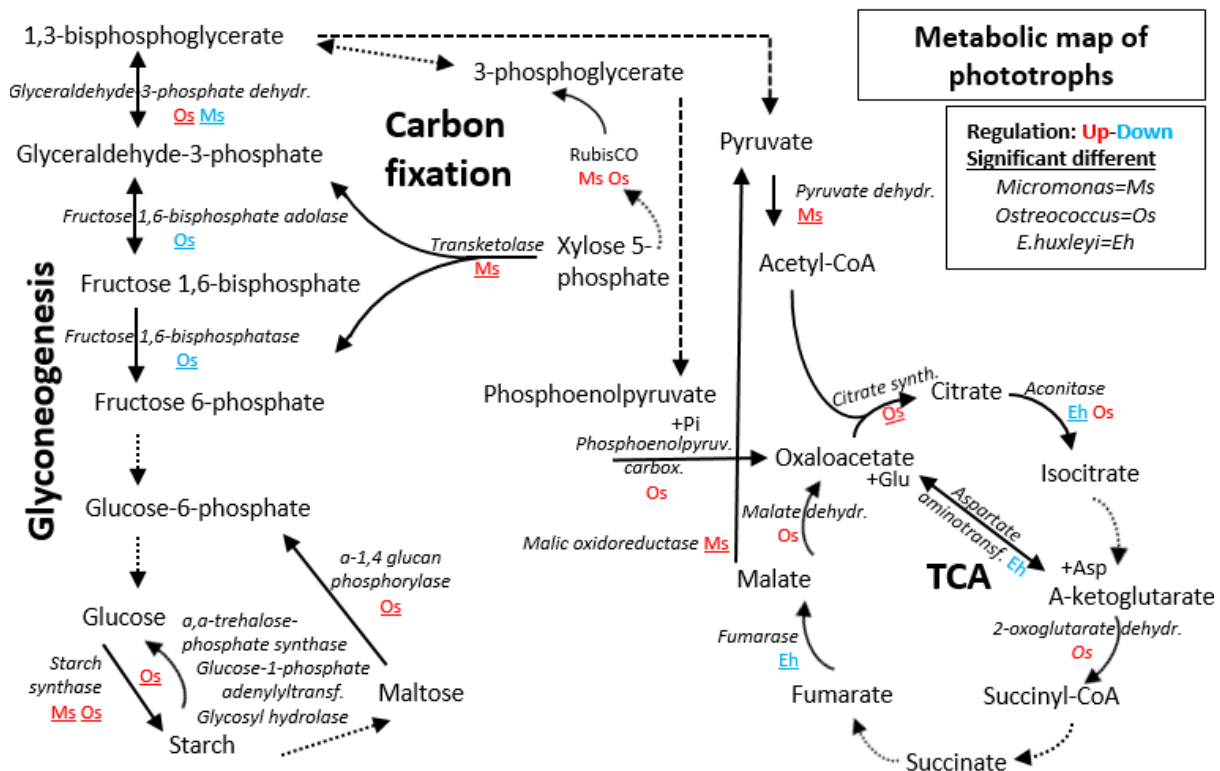 Metabolic map of
phototrophs
Regulation: Up-Down
Significant different
Micromonas=Ms
Ostreococcus=Os
E.huxleyi=Eh
1,3-bisphosphoglycerate
Glyceraldehyde-3-phosphate dehydr.
Os Ms
Glyceraldehyde-3-phosphate
Fructose 1,6-bisphosphate adolase
Os
Fructose 1,6-bisphosphate
Fructose 1,6-bisphosphatase
Os
Fructose 6-phosphate
Glucose-6-phosphate
Glucose
Starch
synthase
Ms Os
Starch
Os
a,a-trehalose-
phosphate synthase
Glucose-1-phosphate
adenylyltransf.
Glycosyl hydrolase
a-1,4 glucan
phosphorylase
Os
Maltose
Glyconeogenesis
Carbon
fixation
3-phosphoglycerate
RubisCO
Ms Os
Xylose 5-
phosphate
Transketolase
Ms
Pyruvate
Pyruvate dehydr.
Ms
Acetyl-CoA
Phosphoenolpyruvate
+Pi
Phosphoenolpyruv.
carbox.
Os
Citrate synth.
Os
Citrate
Aconitase
Eh Os
Oxaloacetate
+Glu
Isocitrate
Aspartate
aminotransf. Eh
Malate dehydr.
Os
Malic oxidoreductase Ms
TCA
Malate
+Asp
A-ketoglutarate
2-oxoglutarate dehydr.
Os
Fumarase
Eh
Fumarate
Succinyl-CoA
Succinate